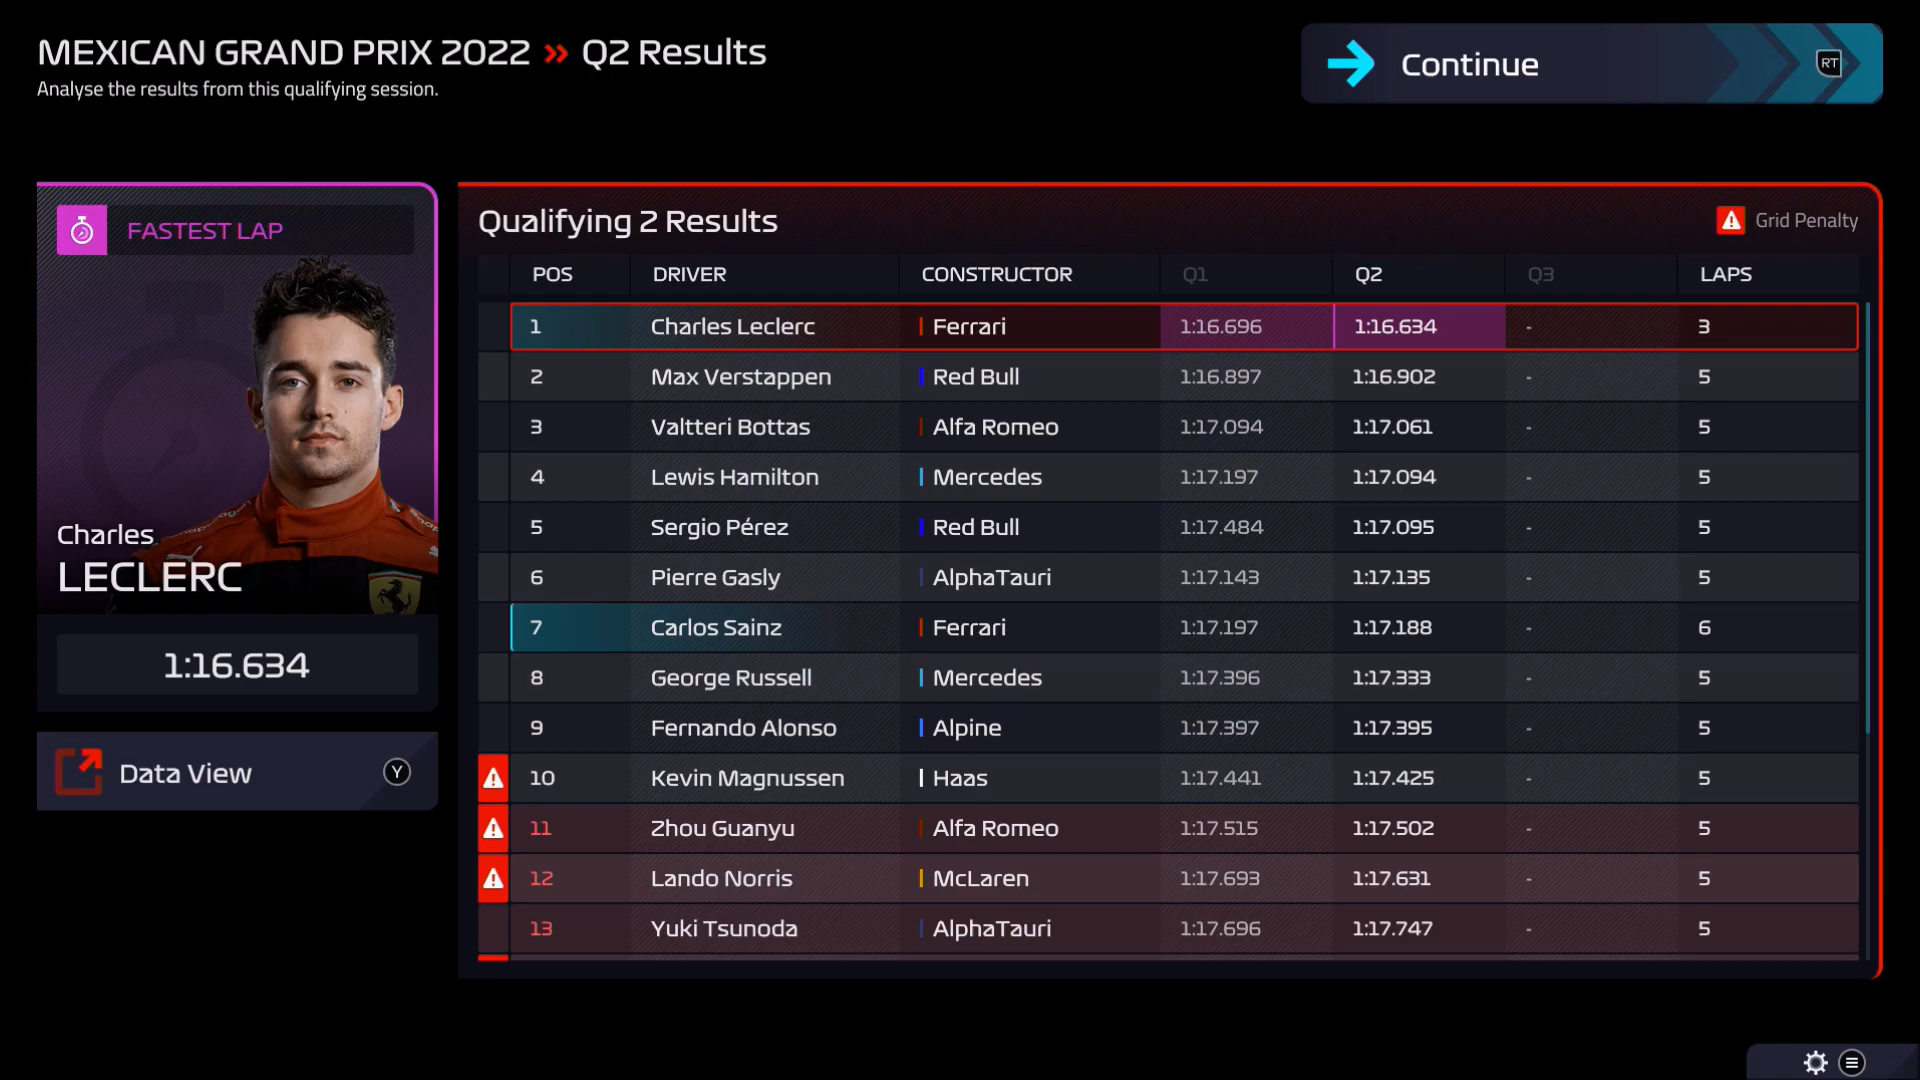 MEXICAN GRAND PRIX 2022 » Q2 Results
Analyse the results from this qualifying session.
Continue
RT
FASTEST LAP
Charles
LECLERC
1:16.634
Data View
Y
Qualifying 2 Results
Grid Penalty
POS DRIVER CONSTRUCTOR Q1 Q2 Q3 LAPS
1 Charles Leclerc Ferrari 1:16.696 1:16.634 - 3
2 Max Verstappen Red Bull 1:16.897 1:16.902 - 5
3 Valtteri Bottas Alfa Romeo 1:17.094 1:17.061 - 5
4 Lewis Hamilton Mercedes 1:17.197 1:17.094 - 5
5 Sergio Pérez Red Bull 1:17.484 1:17.095 - 5
6 Pierre Gasly AlphaTauri 1:17.143 1:17.135 - 5
7 Carlos Sainz Ferrari 1:17.197 1:17.188 - 6
8 George Russell Mercedes 1:17.396 1:17.333 - 5
9 Fernando Alonso Alpine 1:17.397 1:17.395 - 5
10 Kevin Magnussen Haas 1:17.441 1:17.425 - 5
11 Zhou Guanyu Alfa Romeo 1:17.515 1:17.502 - 5
12 Lando Norris McLaren 1:17.693 1:17.631 - 5
13 Yuki Tsunoda AlphaTauri 1:17.696 1:17.747 - 5